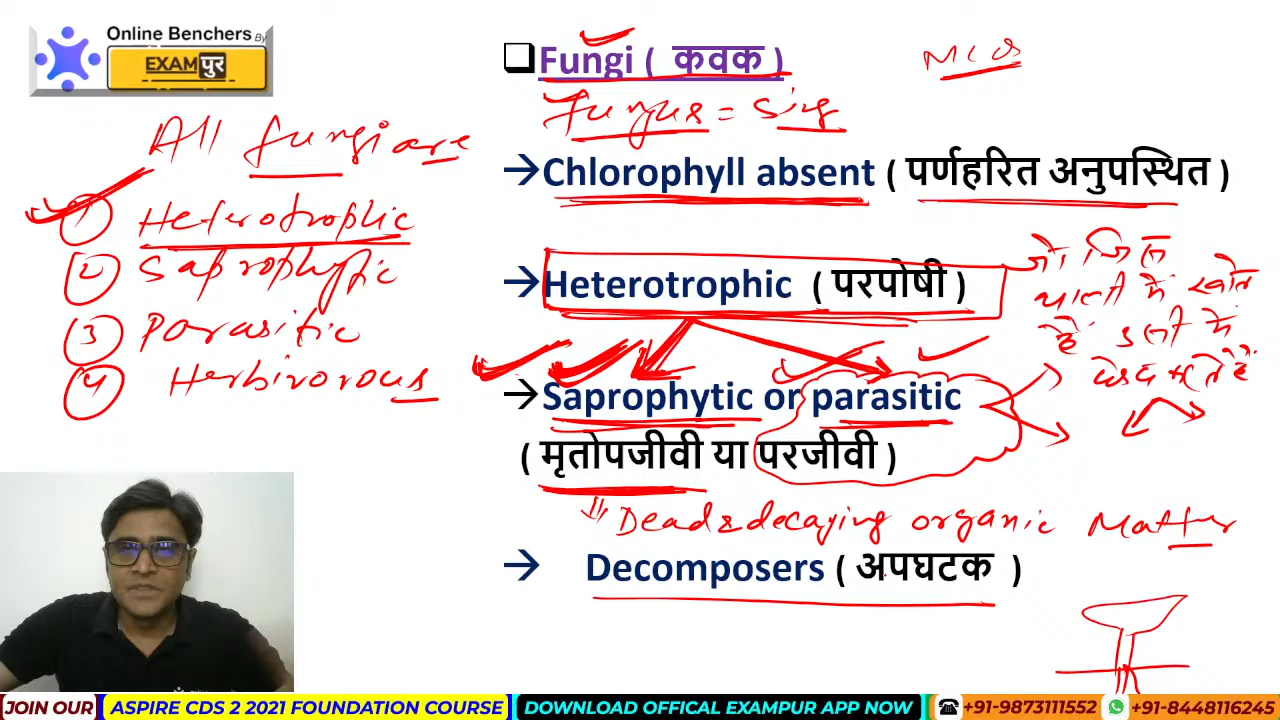 Online Benchers By
EXAMपुर
Fungi ( कवक )
MCQ
Fungus = Sing
All fungi are
① Heterotrophic
② Saprophytic
③ Parasitic
④ Herbivorous
→ Chlorophyll absent ( पर्णहरित अनुपस्थित )
→ Heterotrophic ( परपोषी )
जो जिस
थाली में खाते
हैं उसी में
छेद करते हैं
→ Saprophytic or parasitic
( मृतोपजीवी या परजीवी )
Dead & decaying organic Matter
→ Decomposers ( अपघटक )
JOIN OUR ASPIRE CDS 2 2021 FOUNDATION COURSE DOWNLOAD OFFICAL EXAMPUR APP NOW +91-9873111552 +91-8448116245